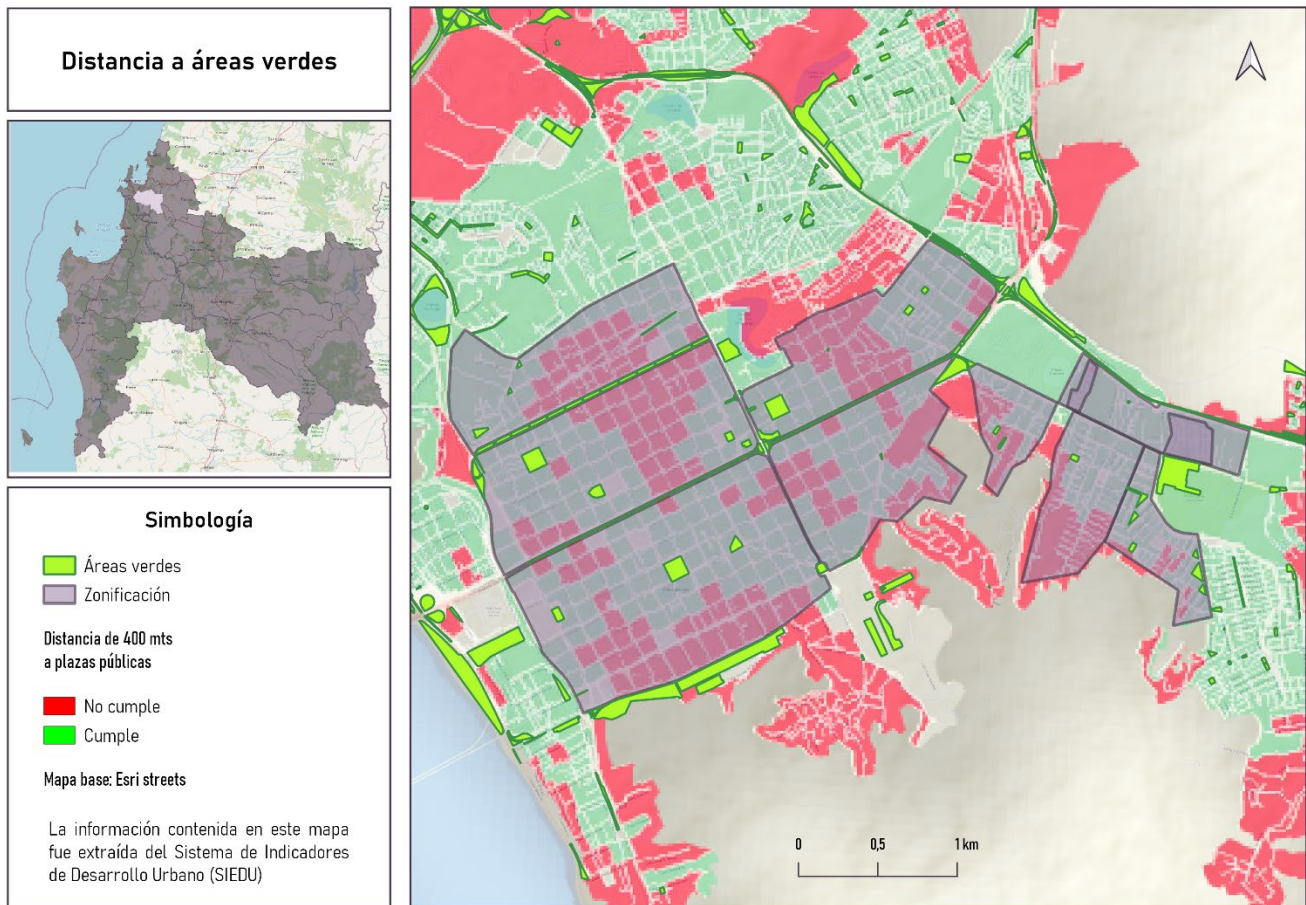 Distancia a áreas verdes
Simbología
Áreas verdes
Zonificación
Distancia de 400 mts
a plazas públicas
No cumple
Cumple
Mapa base: Esri streets
La información contenida en este mapa
fue extraída del Sistema de Indicadores
de Desarrollo Urbano (SIEDU)
0
0,5
1 km